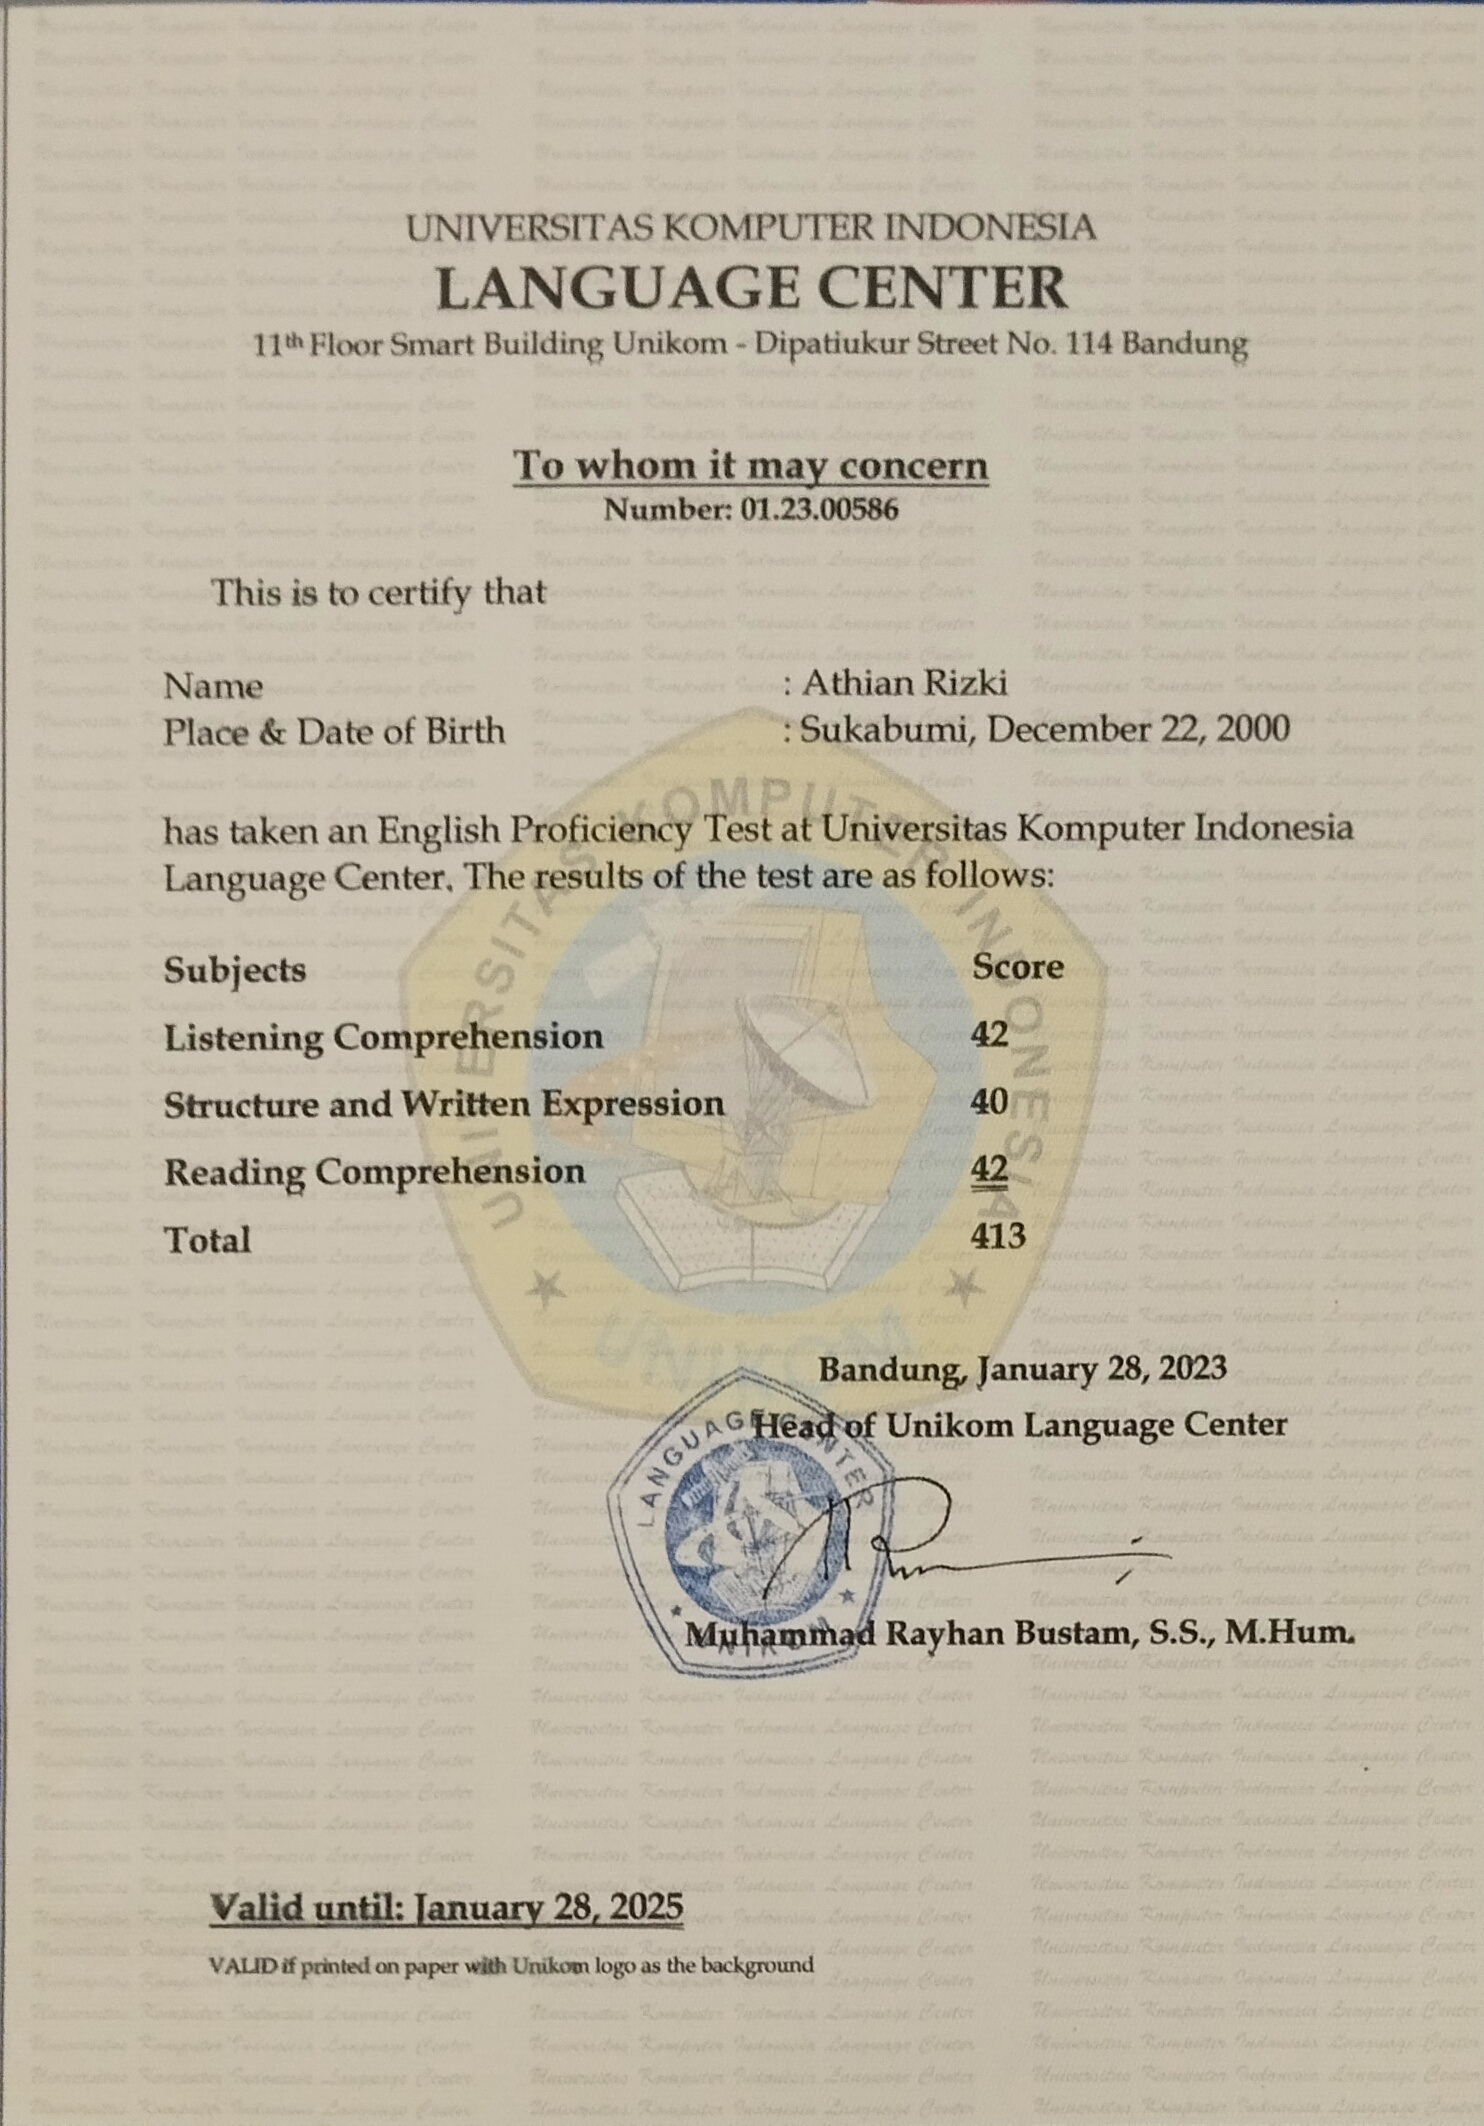 UNIVERSITAS KOMPUTER INDONESIA
LANGUAGE CENTER
11th Floor Smart Building Unikom - Dipatiukur Street No. 114 Bandung
To whom it may concern
Number: 01.23.00586
This is to certify that
Name : Athian Rizki
Place & Date of Birth : Sukabumi, December 22, 2000
has taken an English Proficiency Test at Universitas Komputer Indonesia
Language Center. The results of the test are as follows:
Subjects Score
Listening Comprehension 42
Structure and Written Expression 40
Reading Comprehension 42
Total 413
UNIVERSITAS KOMPUTER INDONESIA
UNIKOM
Bandung, January 28, 2023
Head of Unikom Language Center
LANGUAGE CENTER
UNIKOM
Muhammad Rayhan Bustam, S.S., M.Hum.
Valid until: January 28, 2025
VALID if printed on paper with Unikom logo as the background